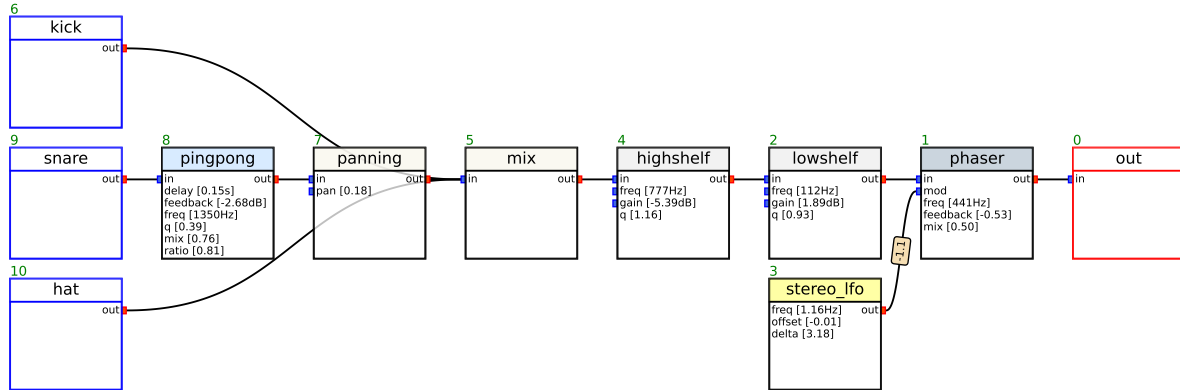 6
kick
out
9
snare
out
8
pingpong
in out
delay [0.15s]
feedback [-2.68dB]
freq [1350Hz]
q [0.39]
mix [0.76]
ratio [0.81]
7
panning
in out
pan [0.18]
5
mix
in out
4
highshelf
in out
freq [777Hz]
gain [-5.39dB]
q [1.16]
2
lowshelf
in out
freq [112Hz]
gain [1.89dB]
q [0.93]
1
phaser
in out
mod
freq [441Hz]
feedback [-0.53]
mix [0.50]
0
out
in
10
hat
out
3
stereo_lfo
freq [1.16Hz] out
offset [-0.01]
delta [3.18]
-1.1